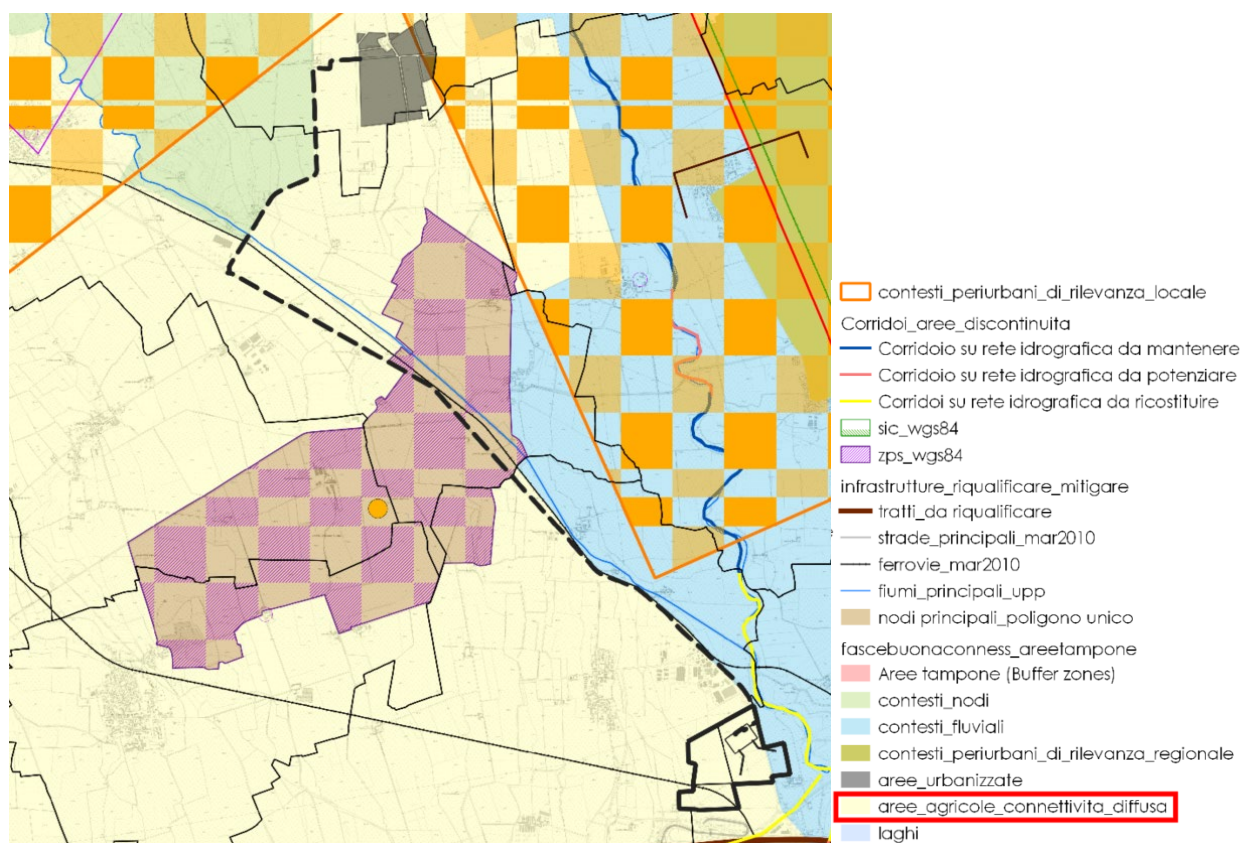 contesti_periurbani_di_rilevanza_locale
Corridoi_aree_discontinuita
Corridoio su rete idrografica da mantenere
Corridoio su rete idrografica da potenziare
Corridoi su rete idrografica da ricostituire
sic_wgs84
zps_wgs84
infrastrutture_riqualificare_mitigare
tratti_da riqualificare
strade_principali_mar2010
ferrovie_mar2010
fiumi_principali_upp
nodi principali_poligono unico
fascebuonaconness_areetampone
Aree tampone (Buffer zones)
contesti_nodi
contesti_fluviali
contesti_periurbani_di_rilevanza_regionale
aree_urbanizzate
aree_agricole_connettivita_diffusa
laghi